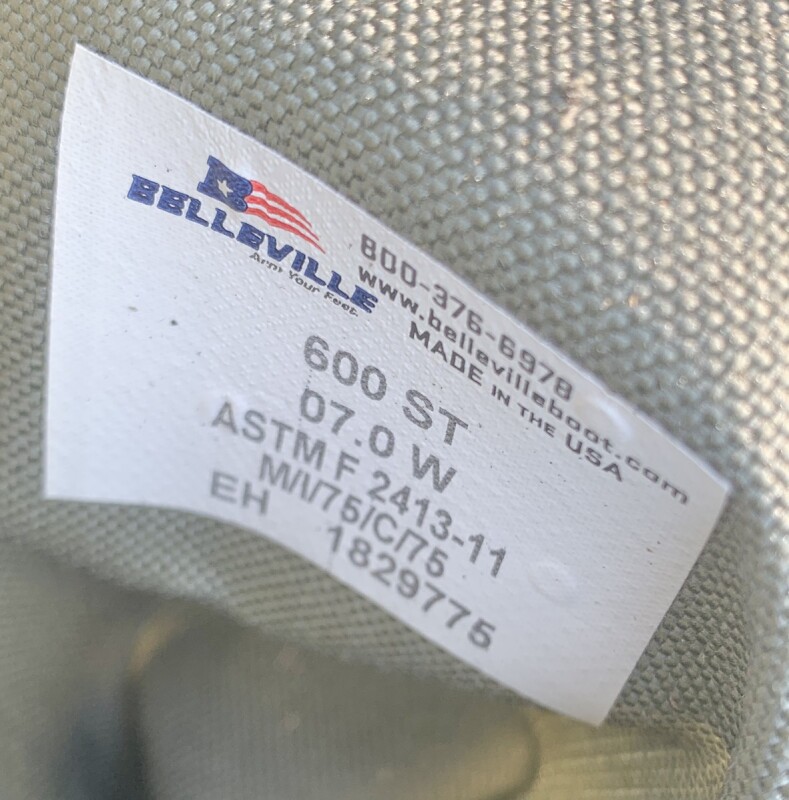 BELLEVILLE
Arm Your Feet.
800-376-6978
www.bellevilleboot.com
MADE IN THE USA
600 ST
07.0 W
ASTM F 2413-11
M/I/75/C/75
EH 1829775